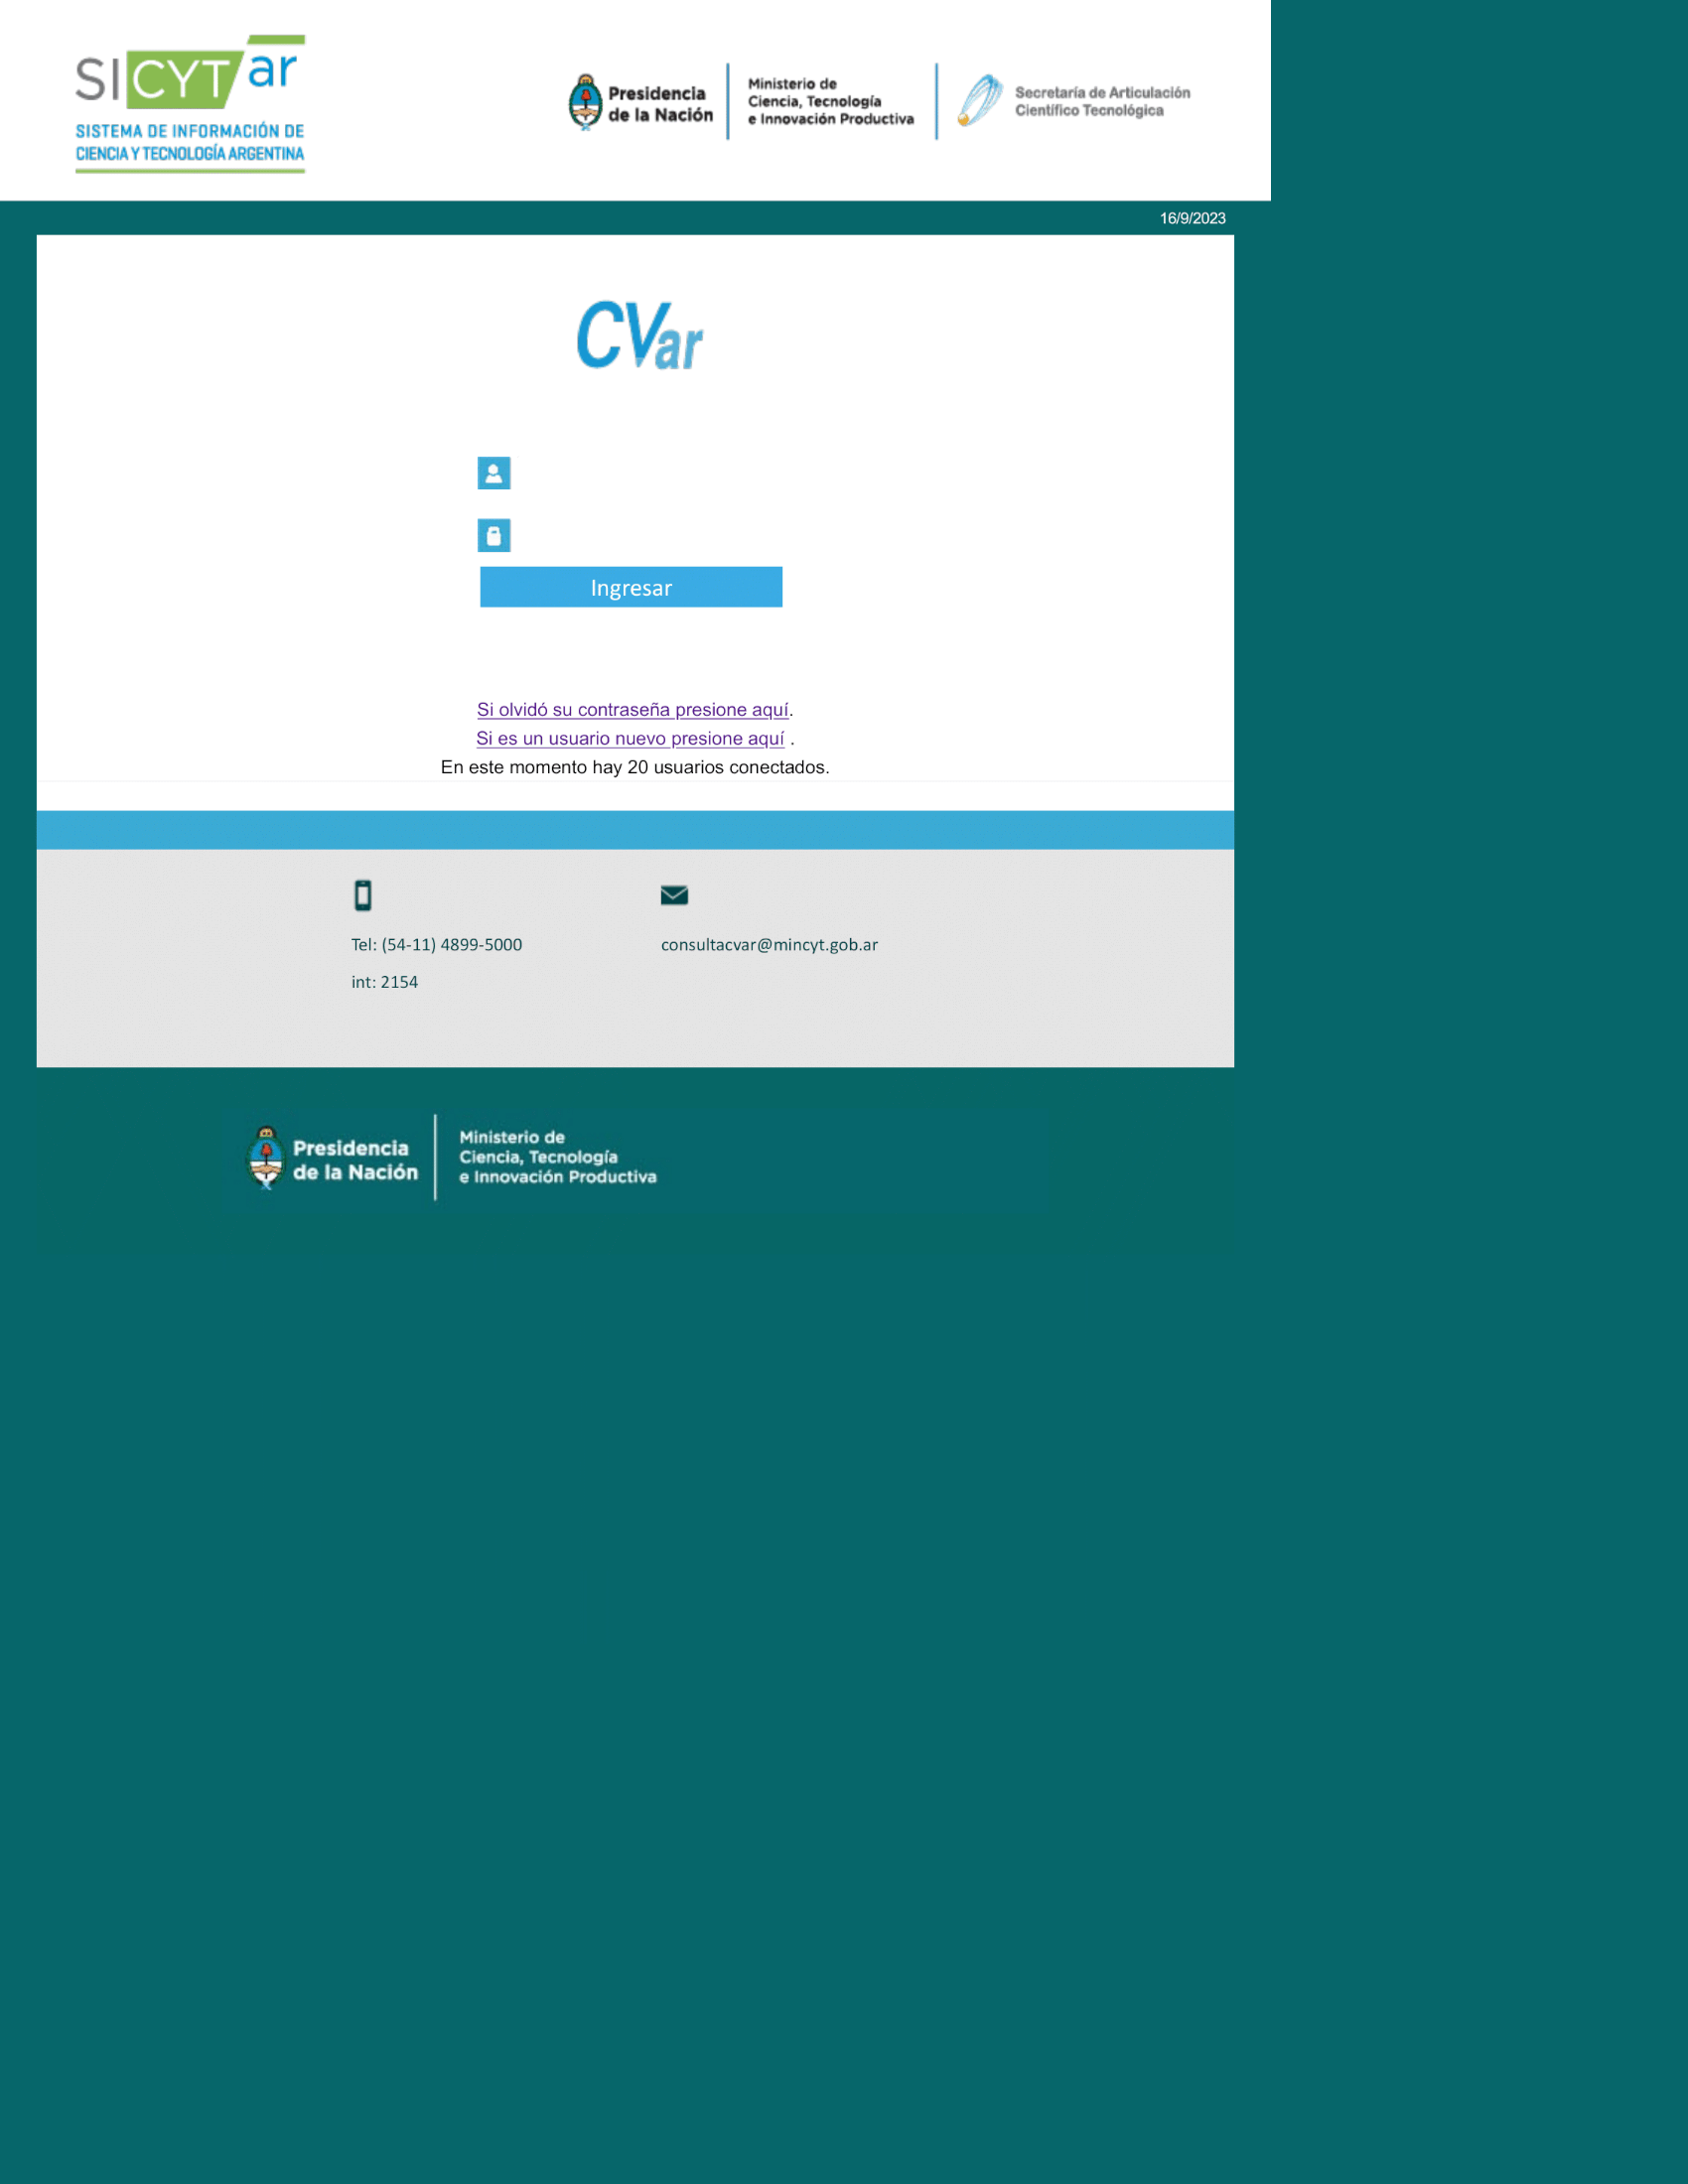 SICYTar
SISTEMA DE INFORMACIÓN DE
CIENCIA Y TECNOLOGÍA ARGENTINA
Presidencia
de la Nación
Ministerio de
Ciencia, Tecnología
e Innovación Productiva
Secretaría de Articulación
Científico Tecnológica
16/9/2023
CVar
Ingresar
Si olvidó su contraseña presione aquí.
Si es un usuario nuevo presione aquí .
En este momento hay 20 usuarios conectados.
Tel: (54-11) 4899-5000
int: 2154
consultacvar@mincyt.gob.ar
Presidencia
de la Nación
Ministerio de
Ciencia, Tecnología
e Innovación Productiva